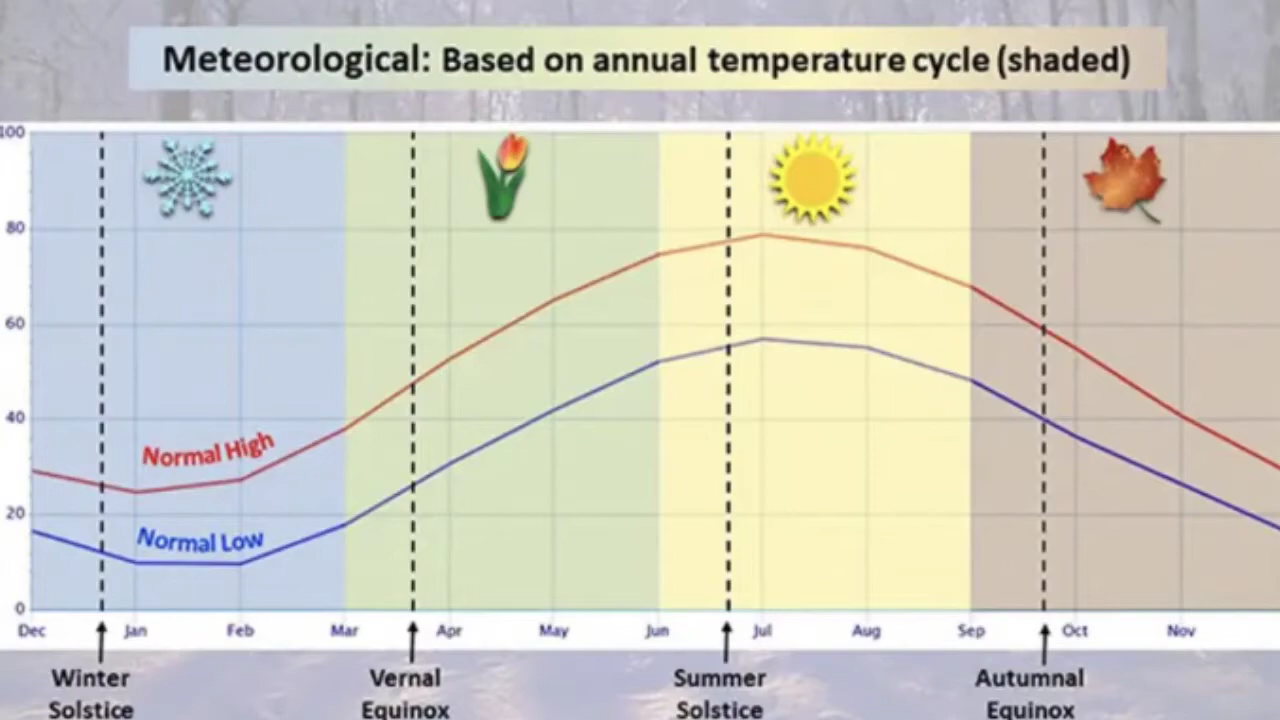 Meteorological: Based on annual temperature cycle (shaded)
100
80
60
40
20
0
Normal High
Normal Low
Dec Jan Feb Mar Apr May Jun Jul Aug Sep Oct Nov
Winter Vernal Summer Autumnal
Solstice Equinox Solstice Equinox